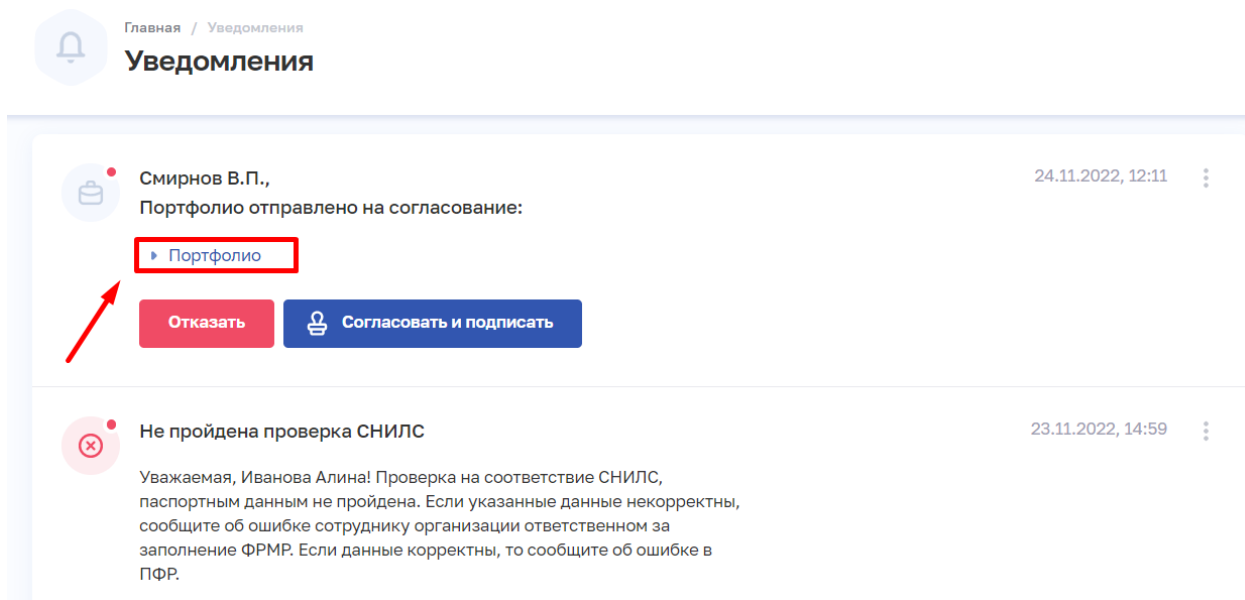 Главная / Уведомления
Уведомления
Смирнов В.П.,
24.11.2022, 12:11
Портфолио отправлено на согласование:
Портфолио
Отказать
Согласовать и подписать
Не пройдена проверка СНИЛС
23.11.2022, 14:59
Уважаемая, Иванова Алина! Проверка на соответствие СНИЛС,
паспортным данным не пройдена. Если указанные данные некорректны,
сообщите об ошибке сотруднику организации ответственном за
заполнение ФРМР. Если данные корректны, то сообщите об ошибке в
ПФР.